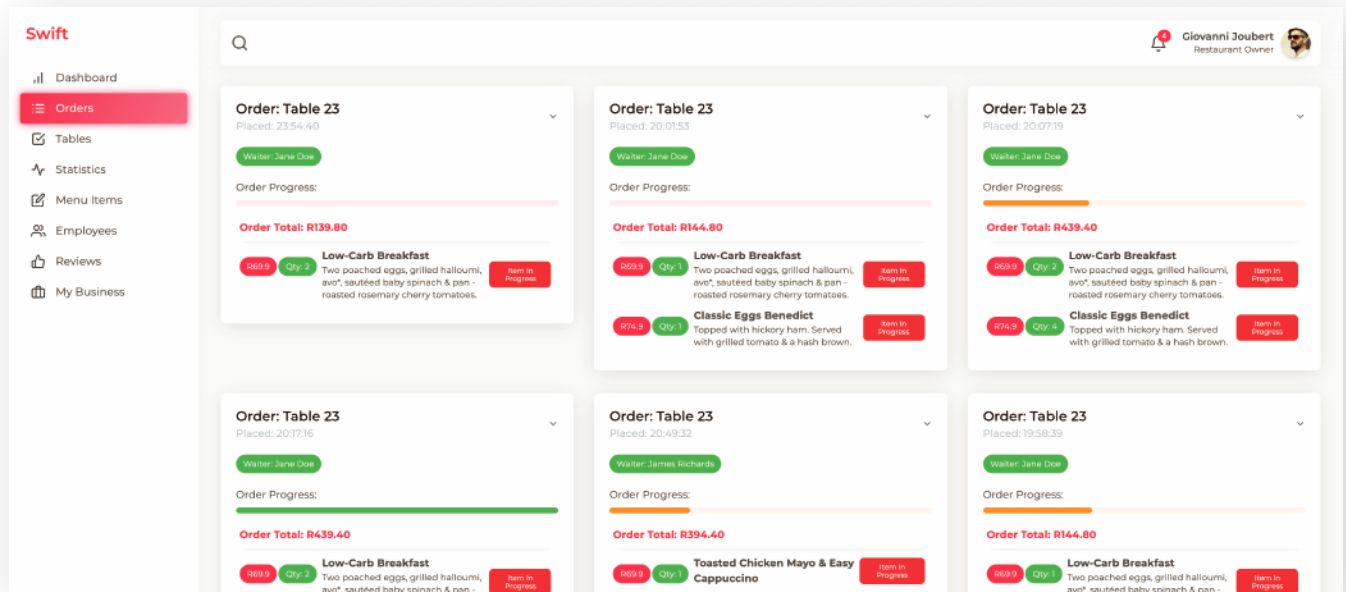 Swift
4
Giovanni Joubert
Restaurant Owner
Dashboard
Orders
Tables
Statistics
Menu Items
Employees
Reviews
My Business
Order: Table 23
Placed: 23:54:40
Waiter: Jane Doe
Order Progress:
Order Total: R139.80
R69.9 Qty: 2
Low-Carb Breakfast
Two poached eggs, grilled halloumi,
avo*, sautéed baby spinach & pan -
roasted rosemary cherry tomatoes.
Item In
Progress
Order: Table 23
Placed: 20:01:53
Waiter: Jane Doe
Order Progress:
Order Total: R144.80
R69.9 Qty: 1
Low-Carb Breakfast
Two poached eggs, grilled halloumi,
avo*, sautéed baby spinach & pan -
roasted rosemary cherry tomatoes.
Item In
Progress
R74.9 Qty: 1
Classic Eggs Benedict
Topped with hickory ham. Served
with grilled tomato & a hash brown.
Item In
Progress
Order: Table 23
Placed: 20:07:19
Waiter: Jane Doe
Order Progress:
Order Total: R439.40
R69.9 Qty: 2
Low-Carb Breakfast
Two poached eggs, grilled halloumi,
avo*, sautéed baby spinach & pan -
roasted rosemary cherry tomatoes.
Item In
Progress
R74.9 Qty: 4
Classic Eggs Benedict
Topped with hickory ham. Served
with grilled tomato & a hash brown.
Item In
Progress
Order: Table 23
Placed: 20:17:16
Waiter: Jane Doe
Order Progress:
Order Total: R439.40
R69.9 Qty: 2
Low-Carb Breakfast
Two poached eggs, grilled halloumi,
avo*, sautéed baby spinach & pan -
Item In
Progress
Order: Table 23
Placed: 20:49:32
Waiter: James Richards
Order Progress:
Order Total: R394.40
R69.9 Qty: 1
Toasted Chicken Mayo & Easy
Cappuccino
Item In
Progress
Order: Table 23
Placed: 19:58:39
Waiter: Jane Doe
Order Progress:
Order Total: R144.80
R69.9 Qty: 1
Low-Carb Breakfast
Two poached eggs, grilled halloumi,
avo*, sautéed baby spinach & pan -
Item In
Progress